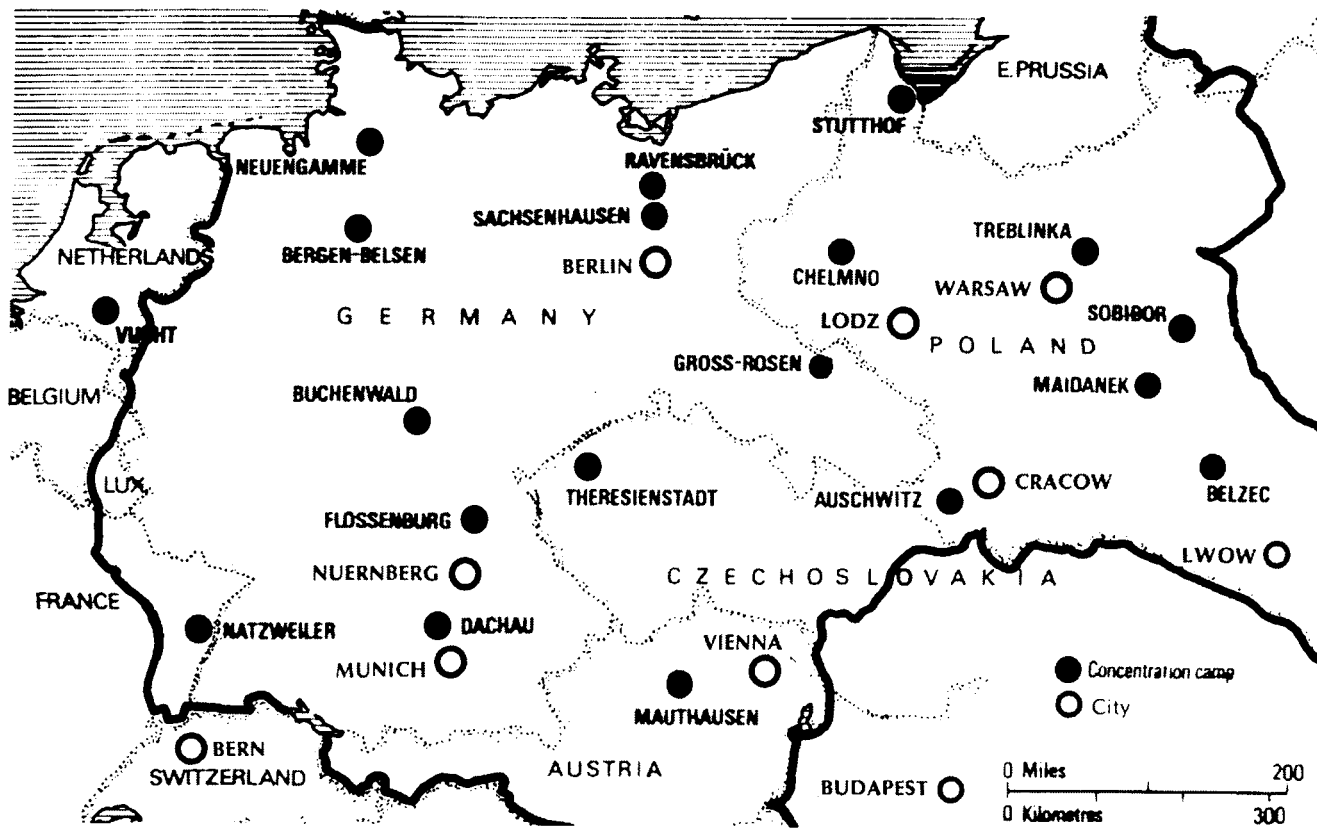 E. PRUSSIA
STUTTHOF
NEUENGAMME
RAVENSBRÜCK
SACHSENHAUSEN
TREBLINKA
NETHERLANDS
BERGEN-BELSEN
BERLIN
CHELMNO
WARSAW
VUGHT
G E R M A N Y
LODZ
SOBIBOR
P O L A N D
GROSS-ROSEN
MAIDANEK
BELGIUM
BUCHENWALD
LUX.
THERESIENSTADT
AUSCHWITZ
CRACOW
BELZEC
FLOSSENBURG
LWOW
NUERNBERG
C Z E C H O S L O V A K I A
FRANCE
NATZWEILER
DACHAU
VIENNA
MUNICH
Concentration camp
MAUTHAUSEN
City
BERN
SWITZERLAND
AUSTRIA
BUDAPEST
0 Miles 200
0 Kilometres 300